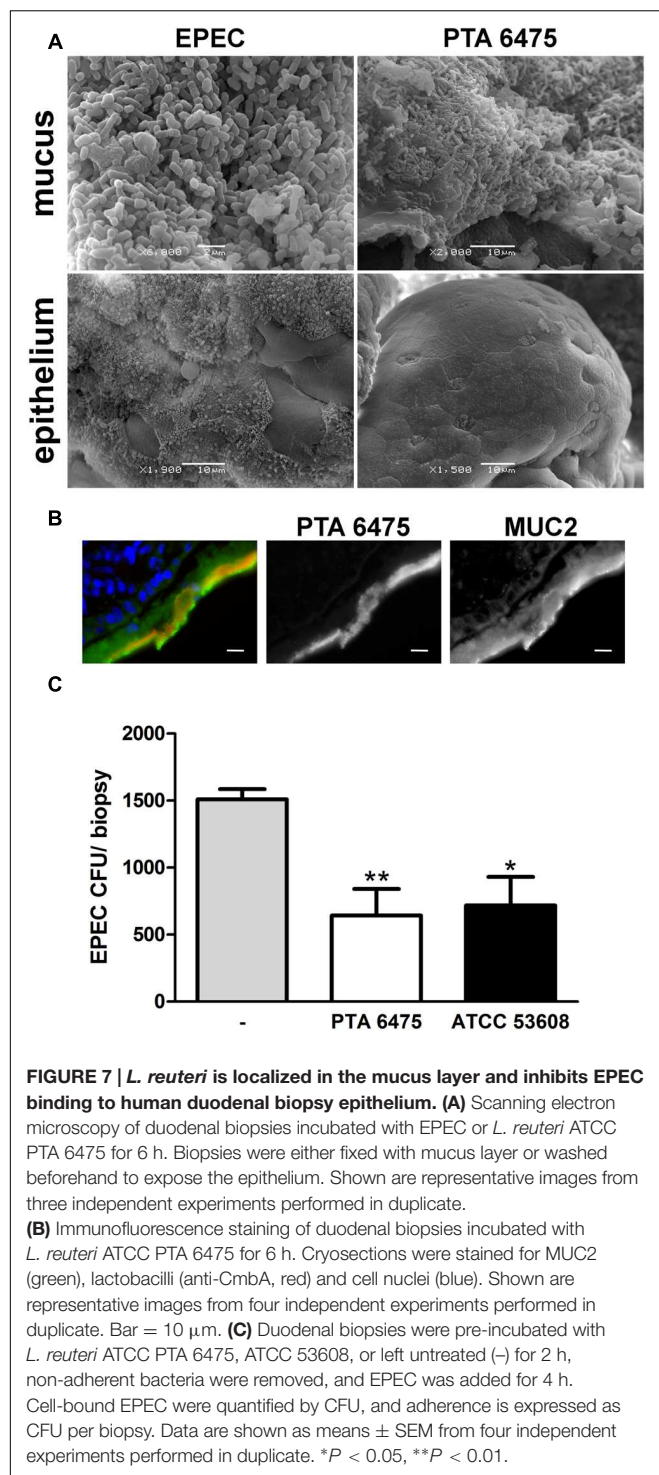 A
EPEC
PTA 6475
mucus
X6,000 2μm
X2,000 10μm
epithelium
X1,900 10μm
X1,500 10μm
B
PTA 6475
MUC2
C
2000
1500
1000
500
0
EPEC CFU/ biopsy
**
*
-
PTA 6475
ATCC 53608
FIGURE 7 | L. reuteri is localized in the mucus layer and inhibits EPEC
binding to human duodenal biopsy epithelium. (A) Scanning electron
microscopy of duodenal biopsies incubated with EPEC or L. reuteri ATCC
PTA 6475 for 6 h. Biopsies were either fixed with mucus layer or washed
beforehand to expose the epithelium. Shown are representative images from
three independent experiments performed in duplicate.
(B) Immunofluorescence staining of duodenal biopsies incubated with
L. reuteri ATCC PTA 6475 for 6 h. Cryosections were stained for MUC2
(green), lactobacilli (anti-CmbA, red) and cell nuclei (blue). Shown are
representative images from four independent experiments performed in
duplicate. Bar = 10 μm. (C) Duodenal biopsies were pre-incubated with
L. reuteri ATCC PTA 6475, ATCC 53608, or left untreated (–) for 2 h,
non-adherent bacteria were removed, and EPEC was added for 4 h.
Cell-bound EPEC were quantified by CFU, and adherence is expressed as
CFU per biopsy. Data are shown as means ± SEM from four independent
experiments performed in duplicate. *P < 0.05, **P < 0.01.